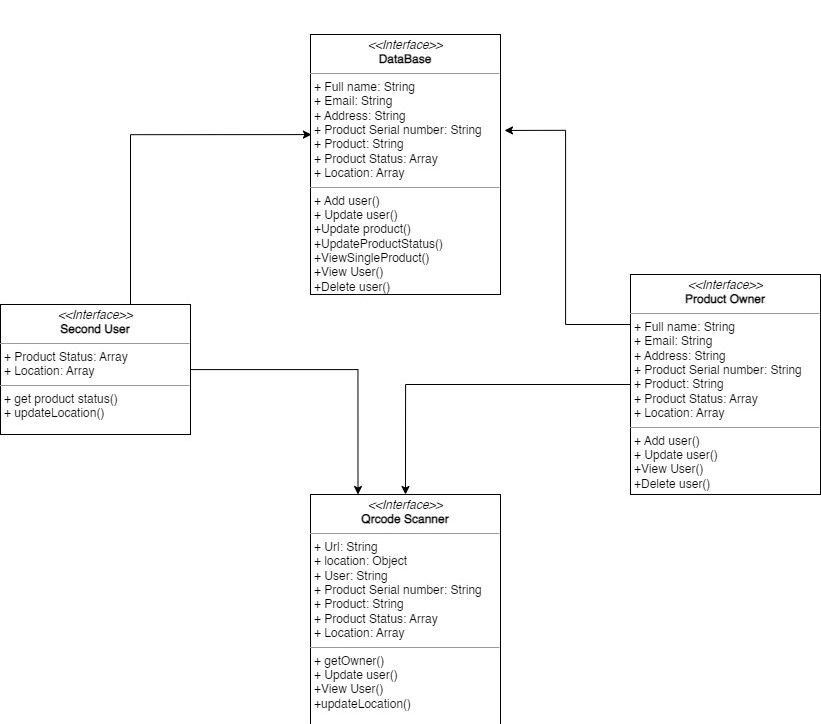 <<Interface>>
DataBase
+ Full name: String
+ Email: String
+ Address: String
+ Product Serial number: String
+ Product: String
+ Product Status: Array
+ Location: Array
+ Add user()
+ Update user()
+Update product()
+UpdateProductStatus()
+ViewSingleProduct()
+View User()
+Delete user()
<<Interface>>
Second User
+ Product Status: Array
+ Location: Array
+ get product status()
+ updateLocation()
<<Interface>>
Product Owner
+ Full name: String
+ Email: String
+ Address: String
+ Product Serial number: String
+ Product: String
+ Product Status: Array
+ Location: Array
+ Add user()
+ Update user()
+View User()
+Delete user()
<<Interface>>
Qrcode Scanner
+ Url: String
+ location: Object
+ User: String
+ Product Serial number: String
+ Product: String
+ Product Status: Array
+ Location: Array
+ getOwner()
+ Update user()
+View User()
+updateLocation()